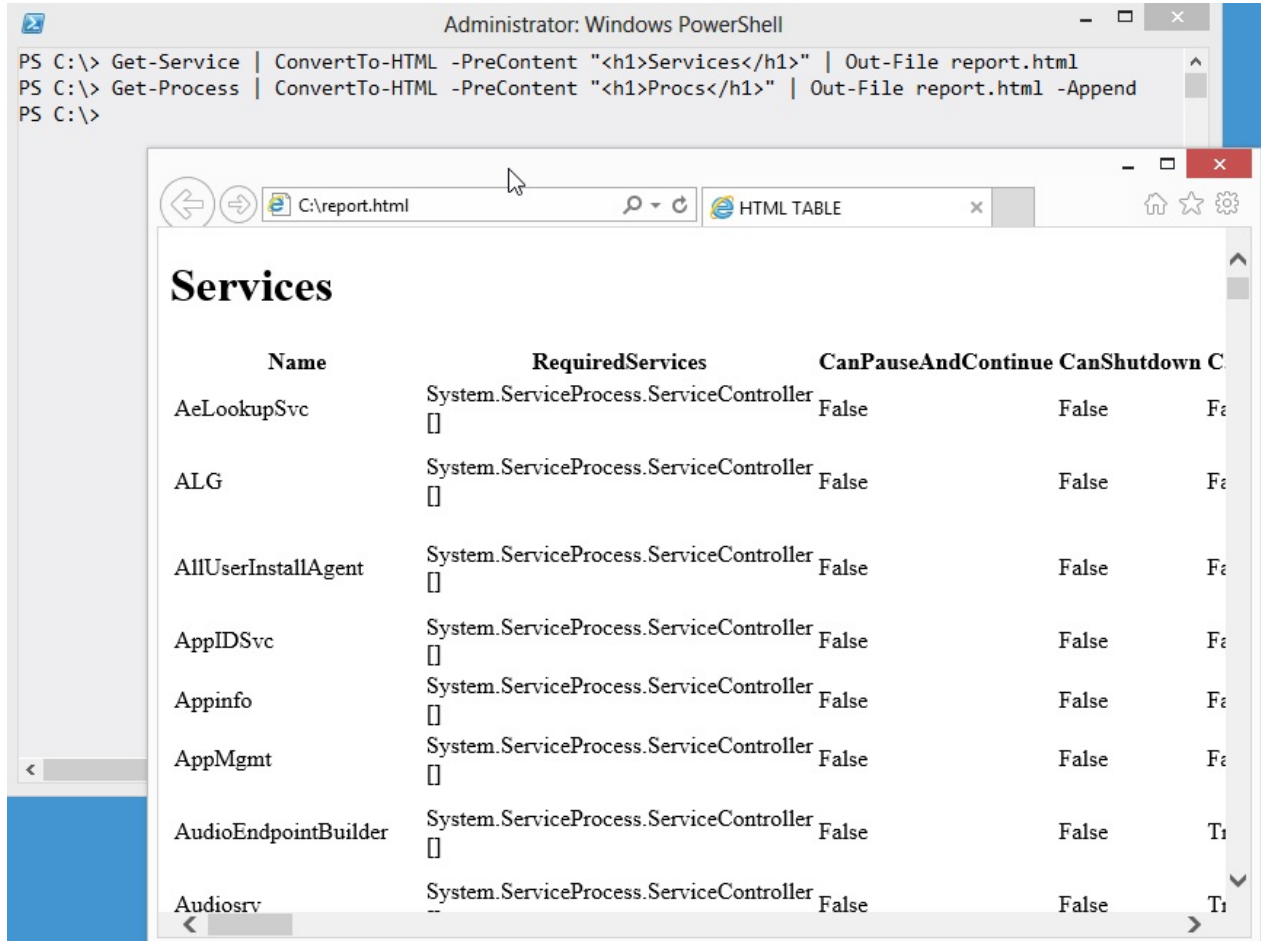 Administrator: Windows PowerShell
PS C:\> Get-Service | ConvertTo-HTML -PreContent "<h1>Services</h1>" | Out-File report.html
PS C:\> Get-Process | ConvertTo-HTML -PreContent "<h1>Procs</h1>" | Out-File report.html -Append
PS C:\>
C:\report.html HTML TABLE
Services
Name RequiredServices CanPauseAndContinue CanShutdown C
AeLookupSvc System.ServiceProcess.ServiceController False False
[]
ALG System.ServiceProcess.ServiceController False False
[]
AllUserInstallAgent System.ServiceProcess.ServiceController False False
[]
AppIDSvc System.ServiceProcess.ServiceController False False
[]
Appinfo System.ServiceProcess.ServiceController False False
[]
AppMgmt System.ServiceProcess.ServiceController False False
[]
AudioEndpointBuilder System.ServiceProcess.ServiceController False False
[]
Audiosrv System.ServiceProcess.ServiceController False False